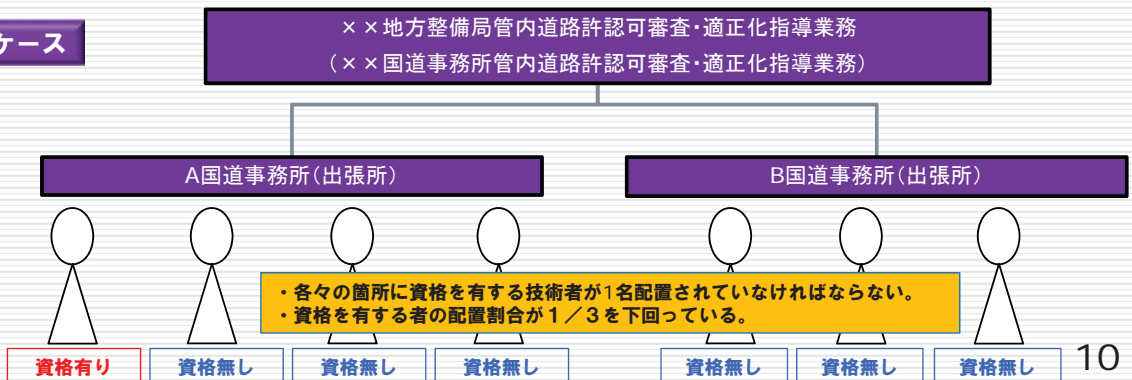 ケース
××地方整備局管内道路許認可審査・適正化指導業務
(××国道事務所管内道路許認可審査・適正化指導業務)
A国道事務所(出張所)
B国道事務所(出張所)
・各々の箇所に資格を有する技術者が1名配置されていなければならない。
・資格を有する者の配置割合が1/3を下回っている。
資格有り
資格無し
資格無し
資格無し
資格無し
資格無し
資格無し
10